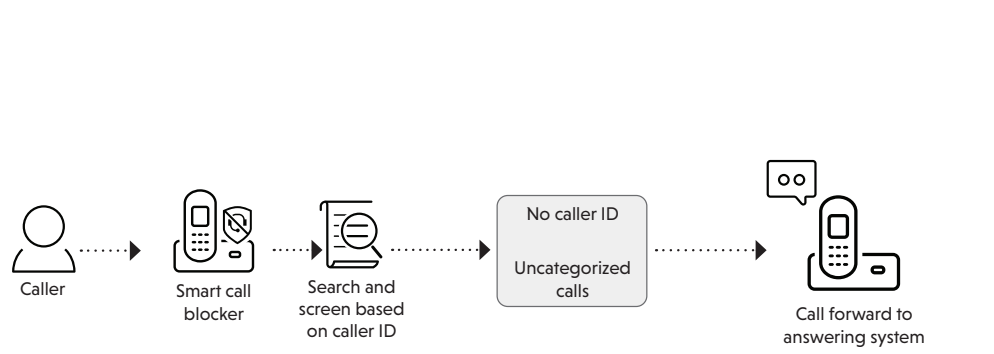 Caller
Smart call
blocker
Search and
screen based
on caller ID
No caller ID
Uncategorized
calls
Call forward to
answering system